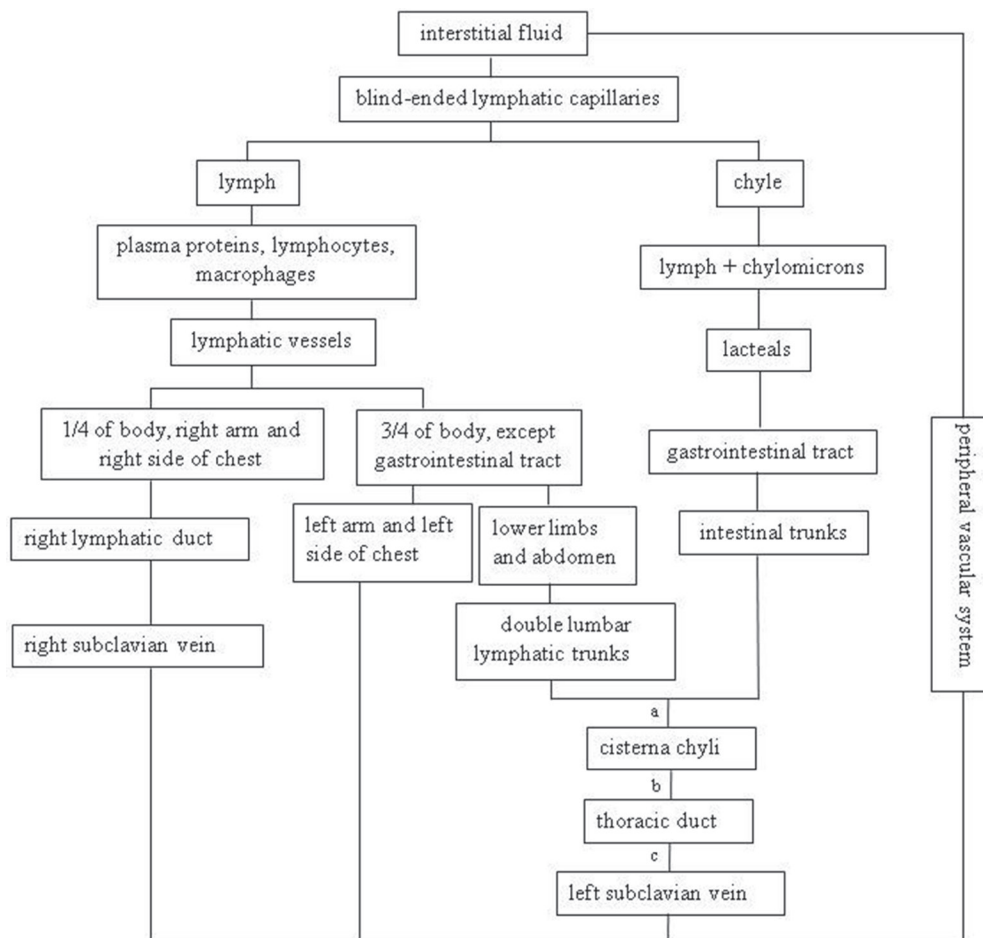 interstitial fluid
blind-ended lymphatic capillaries
lymph
chyle
plasma proteins, lymphocytes,
macrophages
lymph + chylomicrons
lymphatic vessels
lacteals
1/4 of body, right arm and
right side of chest
3/4 of body, except
gastrointestinal tract
gastrointestinal tract
peripheral vascular system
right lymphatic duct
left arm and left
side of chest
lower limbs
and abdomen
intestinal trunks
right subclavian vein
double lumbar
lymphatic trunks
a
cisterna chyli
b
thoracic duct
c
left subclavian vein